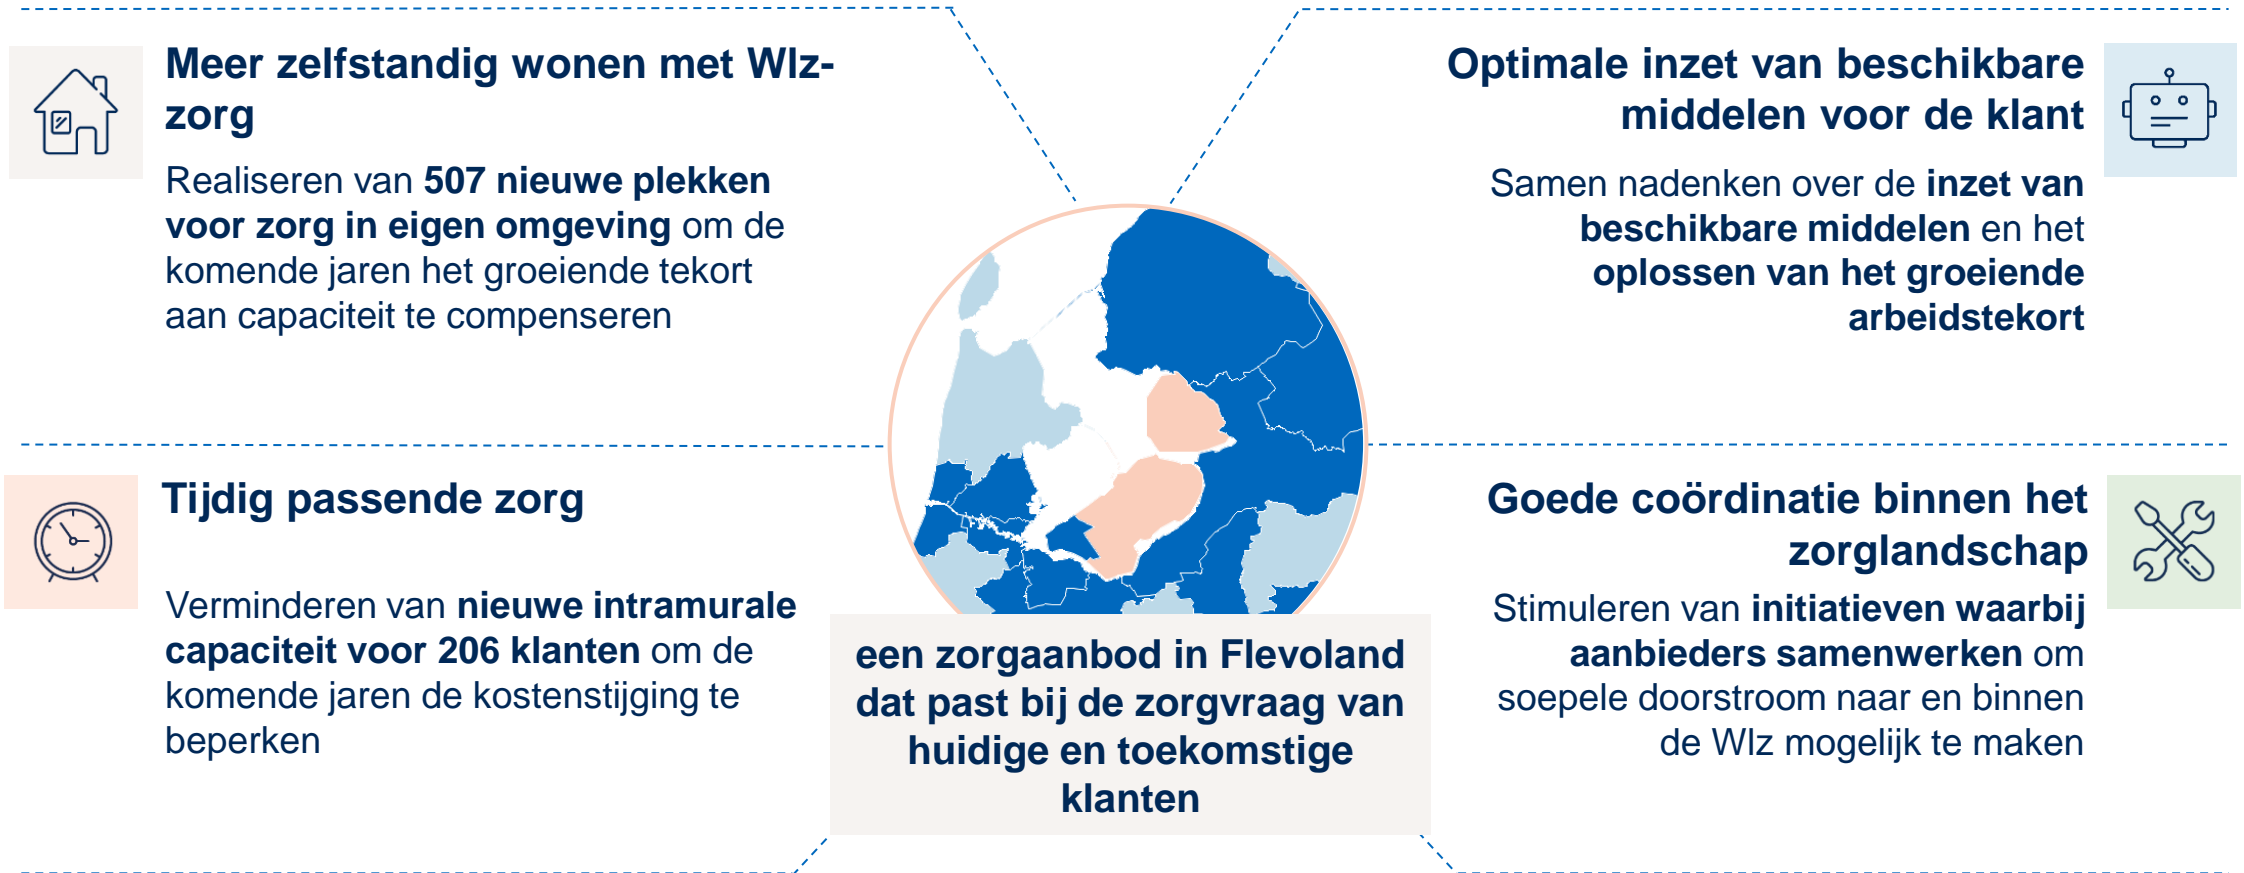 Meer zelfstandig wonen met Wlz-
zorg
Realiseren van 507 nieuwe plekken
voor zorg in eigen omgeving om de
komende jaren het groeiende tekort
aan capaciteit te compenseren
Optimale inzet van beschikbare
middelen voor de klant
Samen nadenken over de inzet van
beschikbare middelen en het
oplossen van het groeiende
arbeidstekort
Tijdig passende zorg
Verminderen van nieuwe intramurale
capaciteit voor 206 klanten om de
komende jaren de kostenstijging te
beperken
een zorgaanbod in Flevoland
dat past bij de zorgvraag van
huidige en toekomstige
klanten
Goede coördinatie binnen het
zorglandschap
Stimuleren van initiatieven waarbij
aanbieders samenwerken om
soepele doorstroom naar en binnen
de Wlz mogelijk te maken